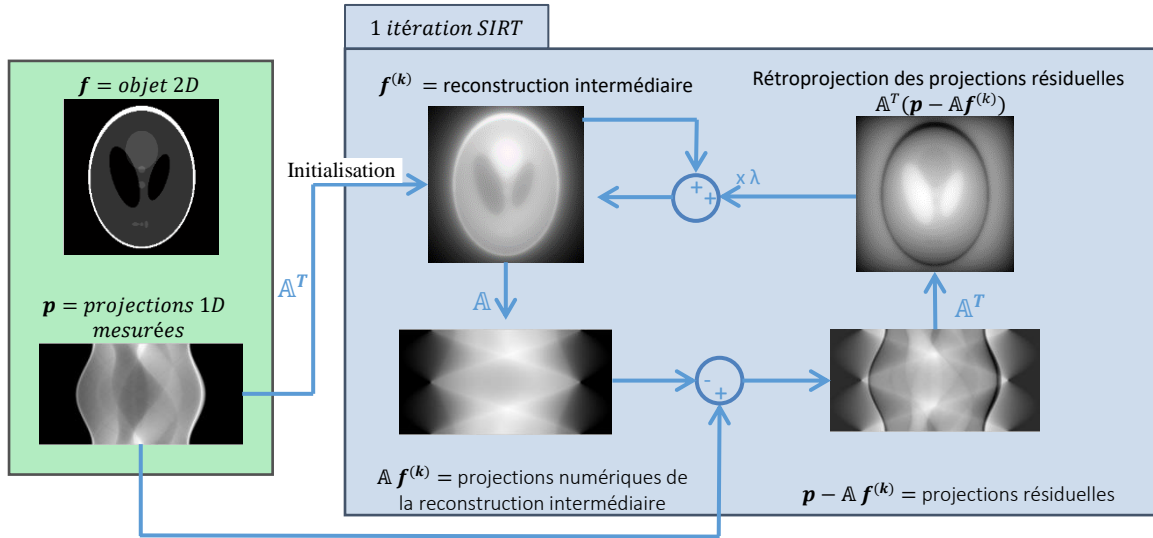 1 itération SIRT
f = objet 2D
f^(k) = reconstruction intermédiaire
Rétroprojection des projections résiduelles
𝔸^T(p − 𝔸f^(k))
Initialisation
x λ
+
+
𝔸^T
𝔸
𝔸^T
p = projections 1D
mesurées
-
+
𝔸 f^(k) = projections numériques de
la reconstruction intermédiaire
p − 𝔸 f^(k) = projections résiduelles